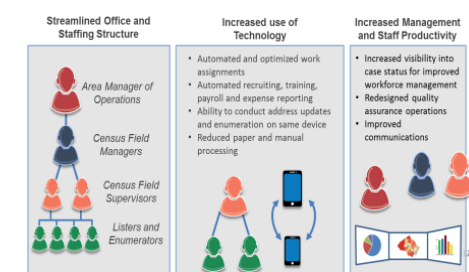 Streamlined Office and
Staffing Structure
Area Manager of
Operations
Census Field
Managers
Census Field
Supervisors
Listers and
Enumerators
Increased use of
Technology
• Automated and optimized work
assignments
• Automated recruiting, training,
payroll and expense reporting
• Ability to conduct address updates
and enumeration on same device
• Reduced paper and manual
processing
Increased Management
and Staff Productivity
• Increased visibility into
case status for improved
workforce management
• Redesigned quality
assurance operations
• Improved
communications